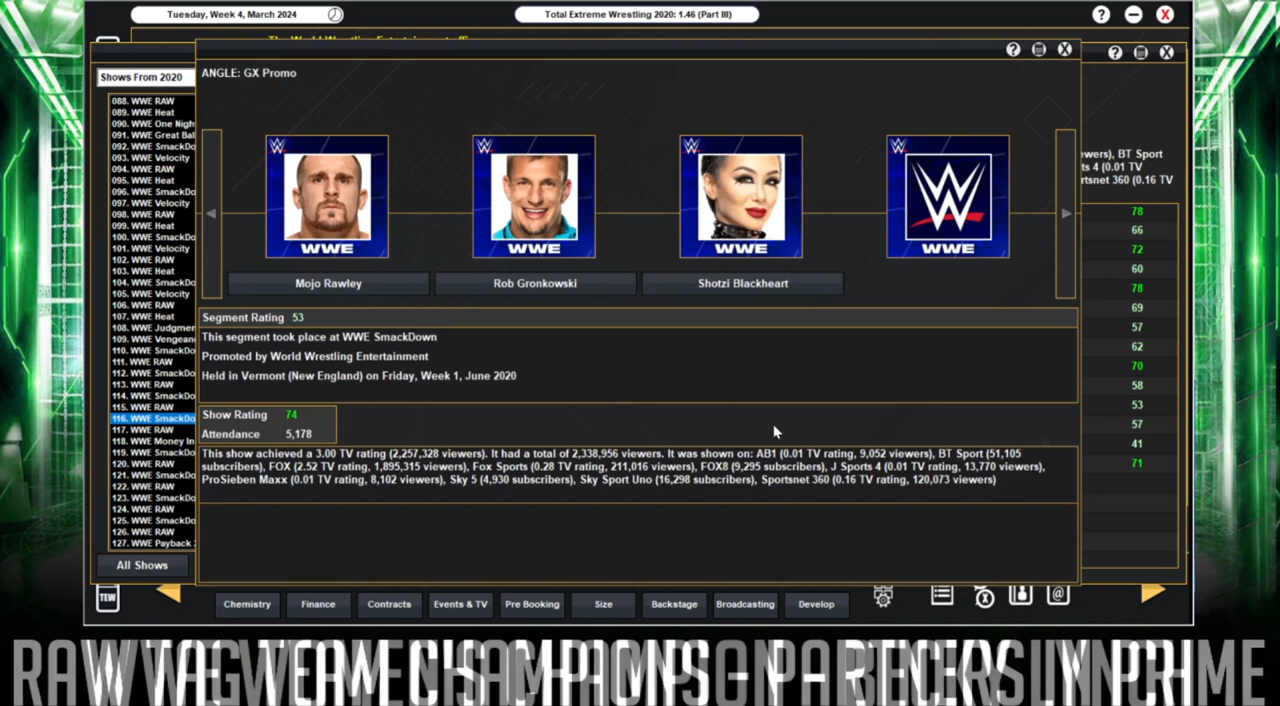 Tuesday, Week 4, March 2024
Total Extreme Wrestling 2020: 1.46 (Part III)
Shows From 2020
ANGLE: GX Promo
088. WWE RAW
089. WWE Heat
090. WWE One Nigh
091. WWE Great Bal
092. WWE SmackDo
093. WWE Velocity
094. WWE RAW
095. WWE Heat
096. WWE SmackDo
097. WWE Velocity
098. WWE RAW
099. WWE Heat
100. WWE SmackDo
101. WWE Velocity
102. WWE RAW
103. WWE Heat
104. WWE SmackDo
105. WWE Velocity
106. WWE RAW
107. WWE Heat
108. WWE Judgmen
109. WWE Vengean
110. WWE SmackDo
111. WWE RAW
112. WWE SmackDo
113. WWE RAW
114. WWE SmackDo
115. WWE RAW
116. WWE SmackDo
117. WWE RAW
118. WWE Money In
119. WWE SmackDo
120. WWE RAW
121. WWE SmackDo
122. WWE RAW
123. WWE SmackDo
124. WWE RAW
125. WWE SmackDo
126. WWE RAW
127. WWE Payback
All Shows
WWE
WWE
WWE
WWE
Mojo Rawley
Rob Gronkowski
Shotzi Blackheart
Segment Rating 53
This segment took place at WWE SmackDown
Promoted by World Wrestling Entertainment
Held in Vermont (New England) on Friday, Week 1, June 2020
Show Rating 74
Attendance 5,178
This show achieved a 3.00 TV rating (2,257,328 viewers). It had a total of 2,338,956 viewers. It was shown on: AB1 (0.01 TV rating, 9,052 viewers), BT Sport (51,105
subscribers), FOX (2.52 TV rating, 1,895,315 viewers), Fox Sports (0.28 TV rating, 211,016 viewers), FOX8 (9,295 subscribers), J Sports 4 (0.01 TV rating, 13,770 viewers),
ProSieben Maxx (0.01 TV rating, 8,102 viewers), Sky 5 (4,930 subscribers), Sky Sport Uno (16,298 subscribers), Sportsnet 360 (0.16 TV rating, 120,073 viewers)
ewers), BT Sport
ts 4 (0.01 TV
rtsnet 360 (0.16 TV
78
66
72
60
78
69
57
62
70
58
53
57
41
71
TEW
Chemistry
Finance
Contracts
Events & TV
Pre Booking
Size
Backstage
Broadcasting
Develop